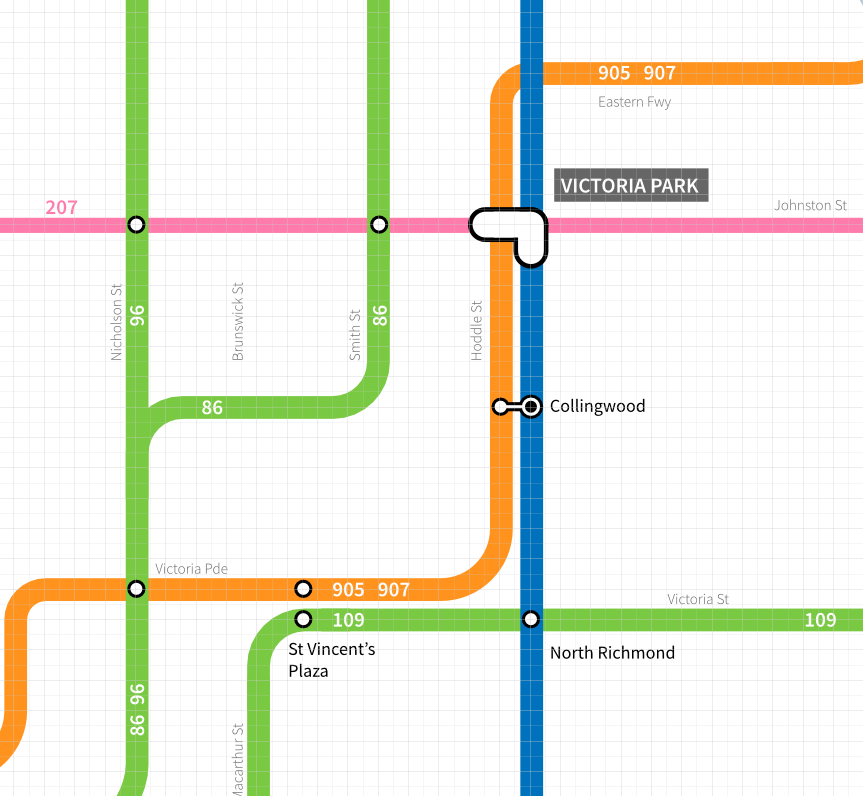 905 907
Eastern Fwy
VICTORIA PARK
207
Johnston St
Nicholson St
96
Brunswick St
Smith St
86
Hoddle St
86
Collingwood
Victoria Pde
905 907
Victoria St
109
109
St Vincent’s
Plaza
North Richmond
86 96
Macarthur St